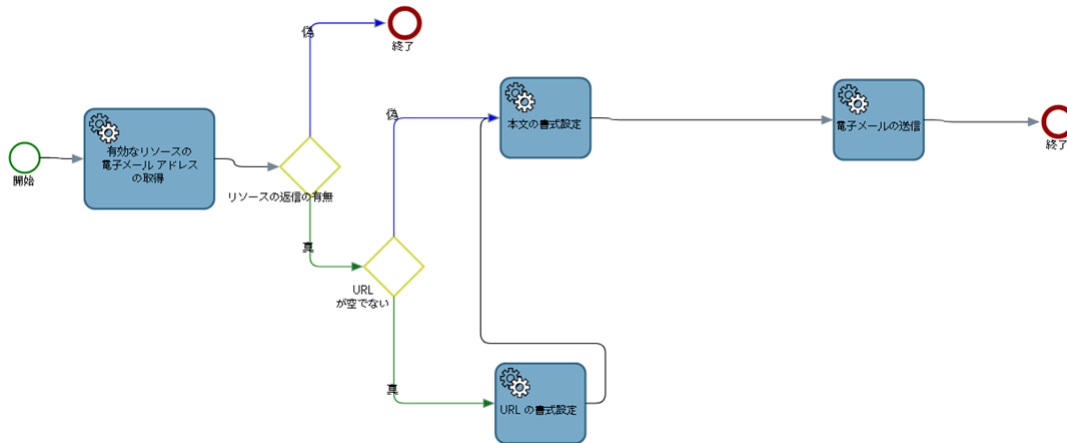 偽
終了
偽
本文の書式設定
電子メールの送信
終了
有効なリソースの
電子メール アドレス
の取得
開始
リソースの返信の有無
真
URL
が空でない
真
URL の書式設定